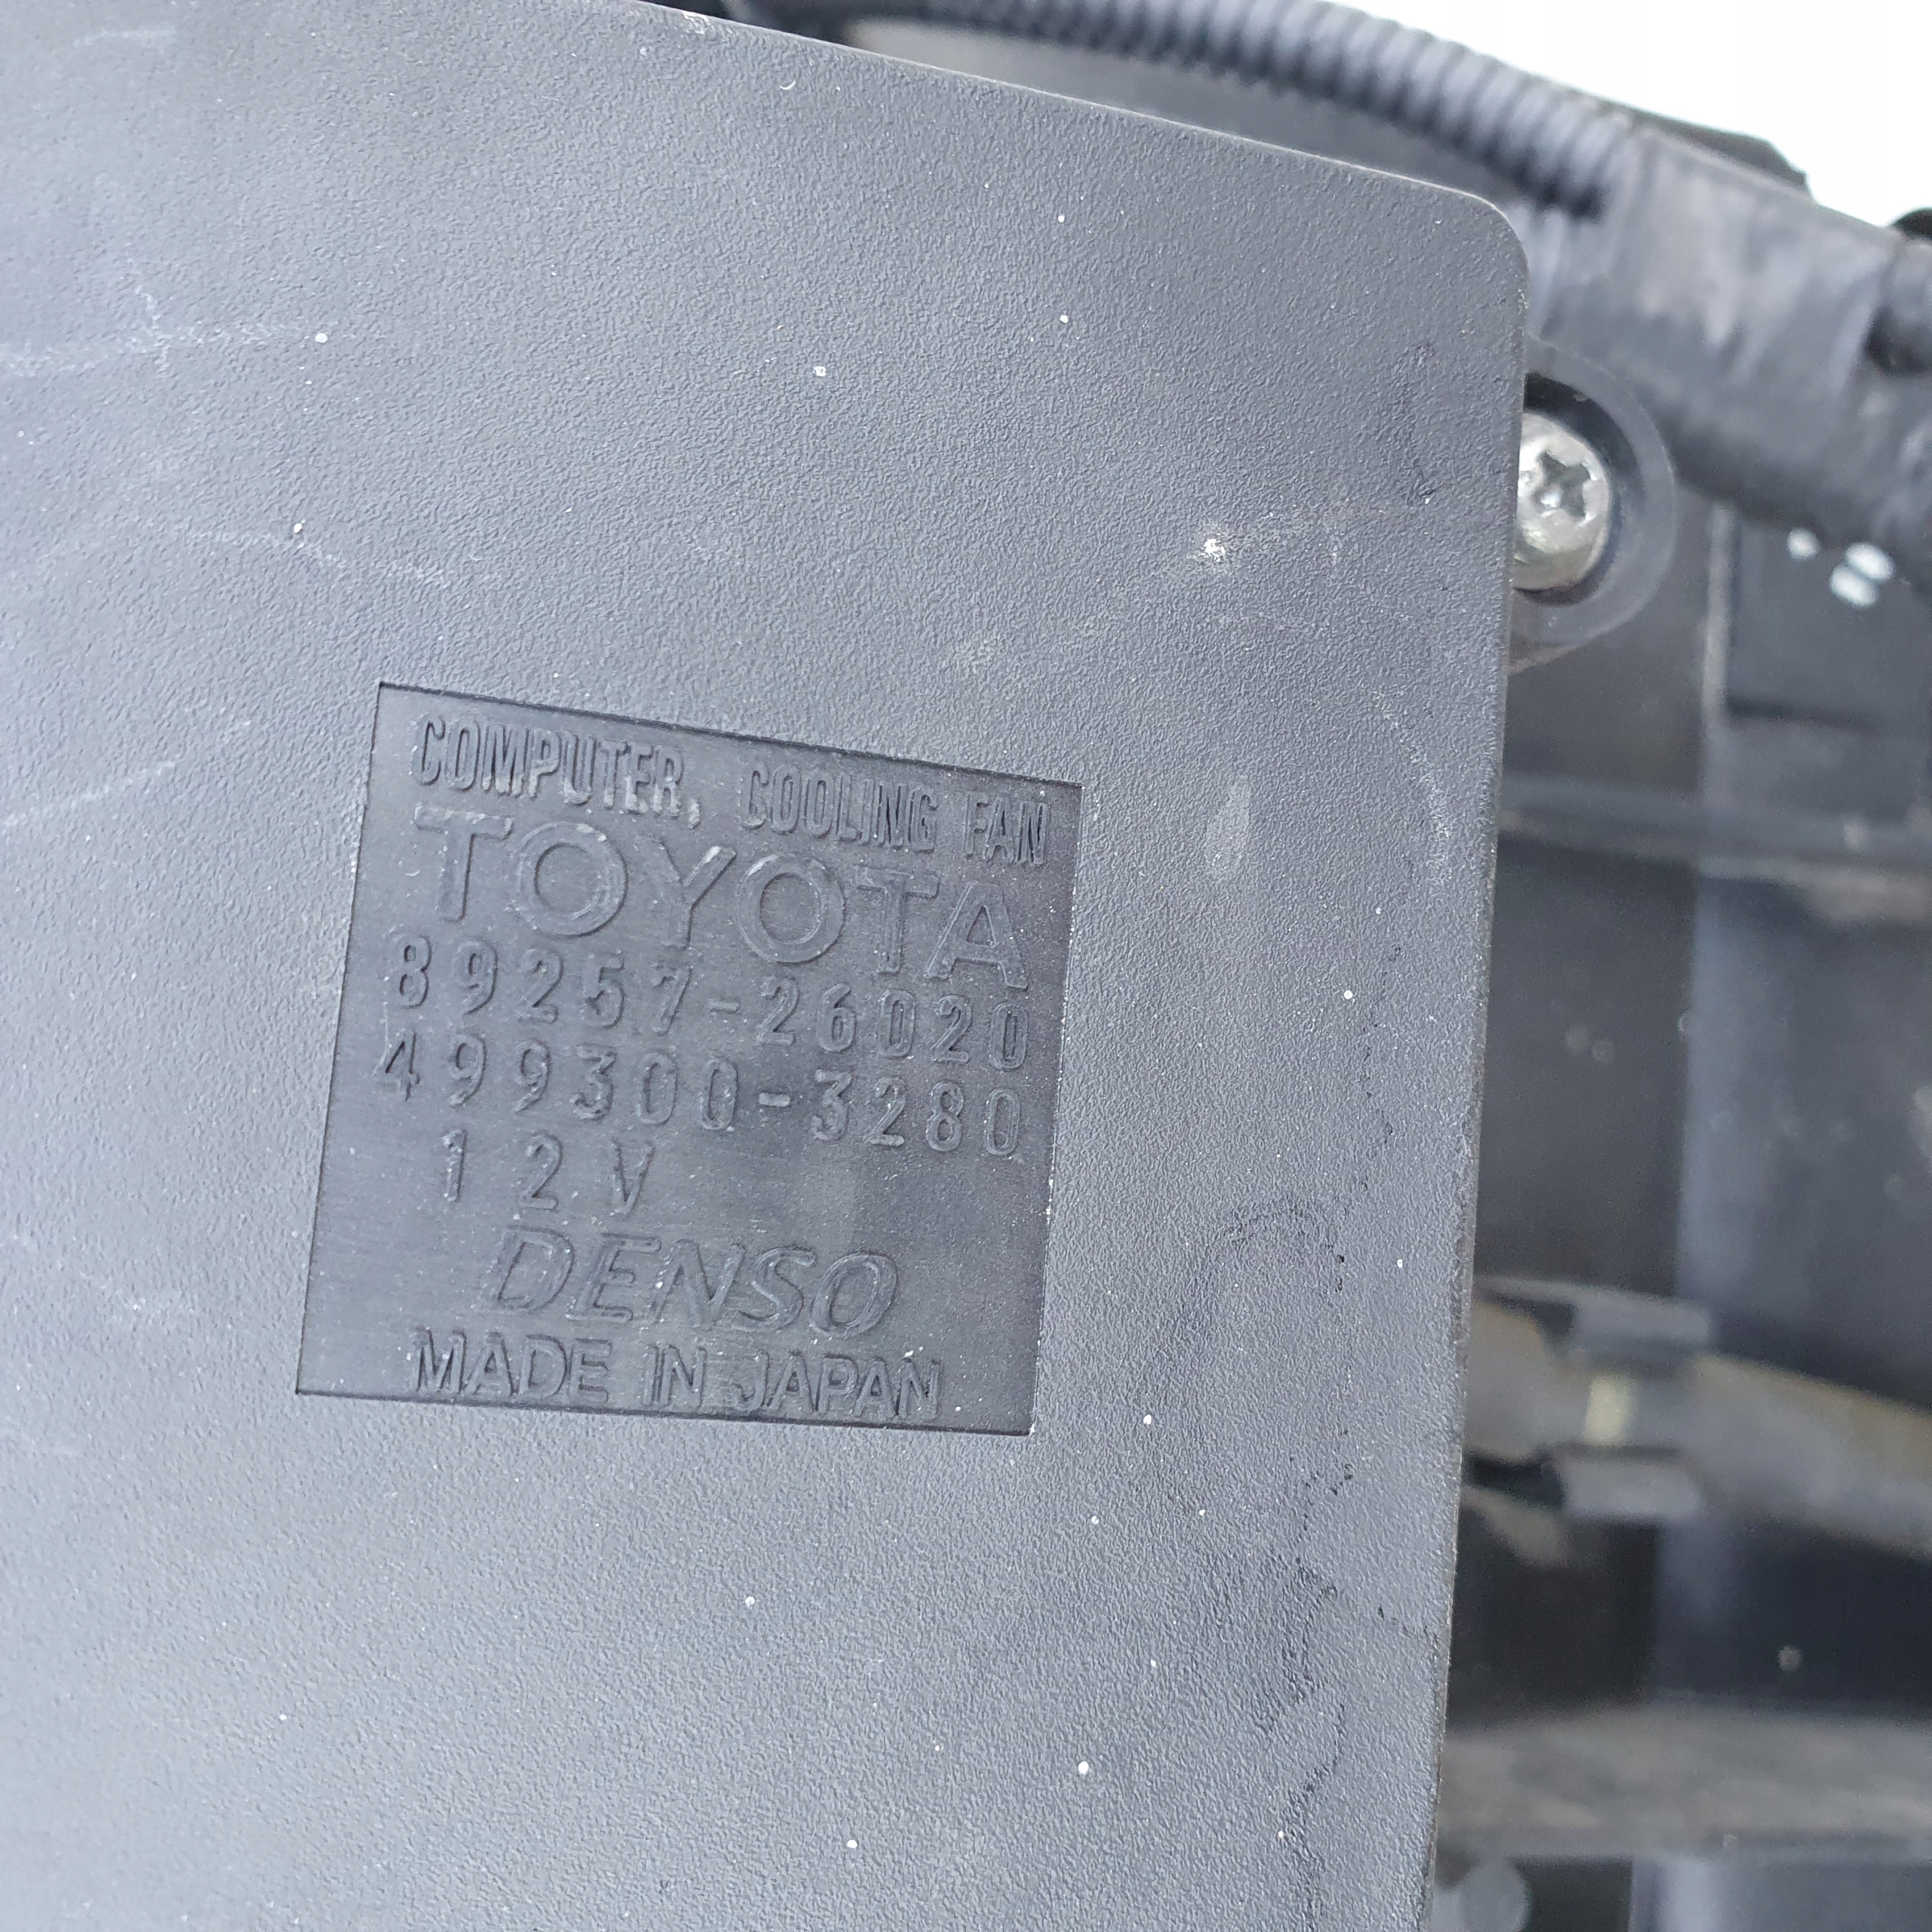 COMPUTER, COOLING FAN
TOYOTA
89257-26020
499300-3280
12V
DENSO
MADE IN JAPAN